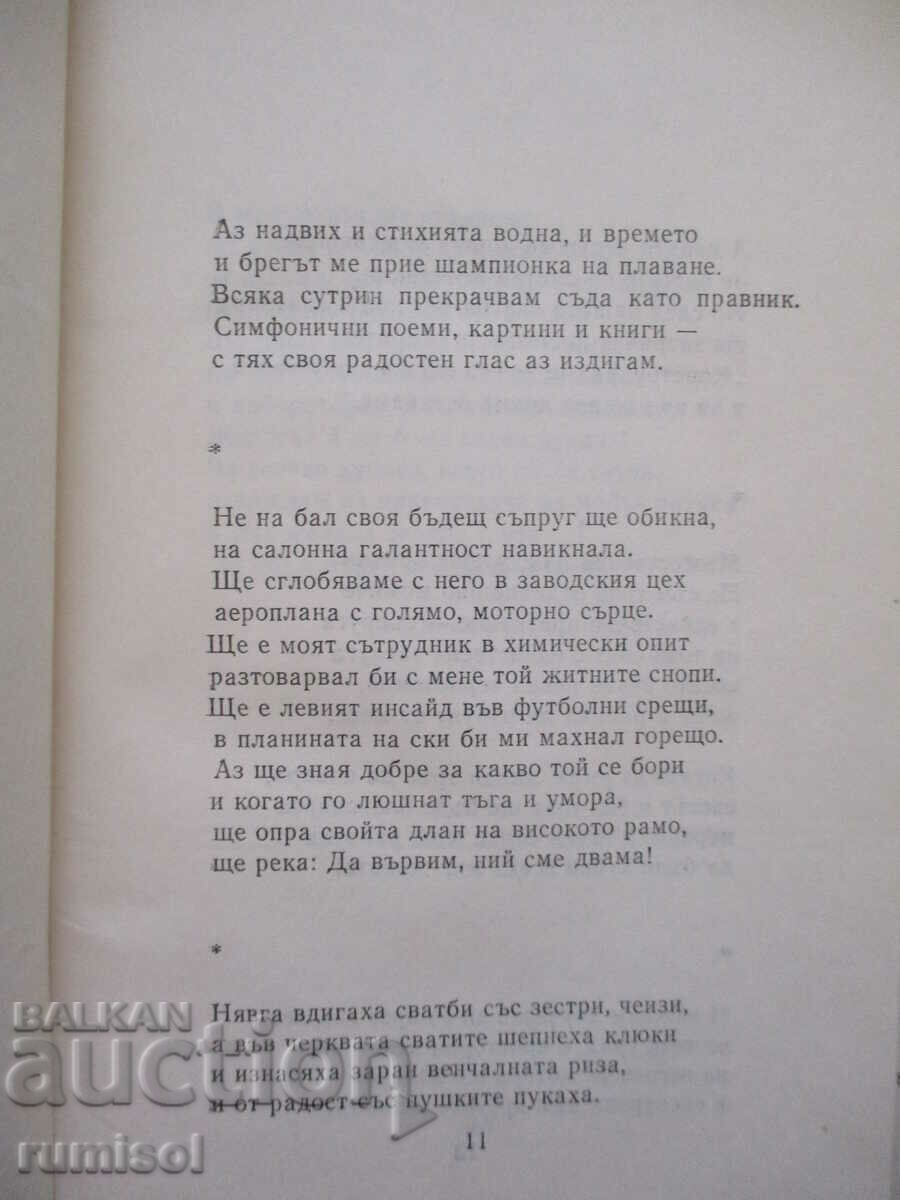 Аз надвих и стихията водна, и времето
и брегът ме прие шампионка на плаване.
Всяка сутрин прекрачвам съда като правник.
Симфонични поеми, картини и книги —
с тях своя радостен глас аз издигам.
*
Не на бал своя бъдещ съпруг ще обикна,
на салонна галантност навикнала.
Ще сглобяваме с него в заводския цех
аероплана с голямо, моторно сърце.
Ще е моят сътрудник в химически опит
разтоварвал би с мене той житните снопи.
Ще е левият инсайд във футболни срещи,
в планината на ски би ми махнал горещо.
Аз ще зная добре за какво той се бори
и когато го люшнат тъга и умора,
ще опра свойта длан на високото рамо,
ще река: Да вървим, ний сме двама!
*
Нявга вдигаха сватби със зестри, чеизи,
а във черквата сватите шепнеха клюки
и изнасяха заран венчалната риза,
и от радост със пушките пукаха.
11
BALKAN
auction
rumisol